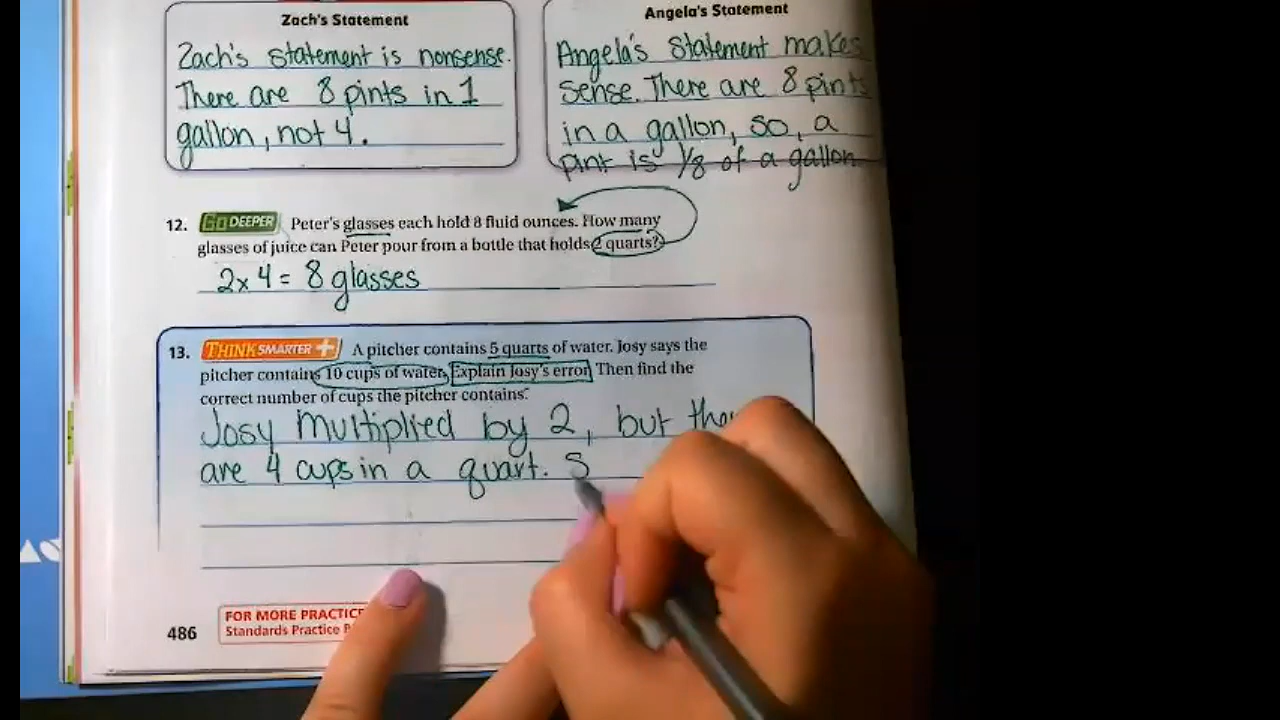 Zach's Statement
Zach's statement is nonsense.
There are 8 pints in 1
gallon, not 4.
Angela's Statement
Angela's statement makes
sense. There are 8 pints
in a gallon, so, a
pint is 1/8 of a gallon
12. Go DEEPER Peter's glasses each hold 8 fluid ounces. How many
glasses of juice can Peter pour from a bottle that holds 2 quarts?
2x4= 8 glasses
13. THINK SMARTER + A pitcher contains 5 quarts of water. Josy says the
pitcher contains 10 cups of water. Explain Josy's error. Then find the
correct number of cups the pitcher contains.
Josy multiplied by 2, but
are 4 cups in a quart. S
486
FOR MORE PRACTICE
Standards Practice